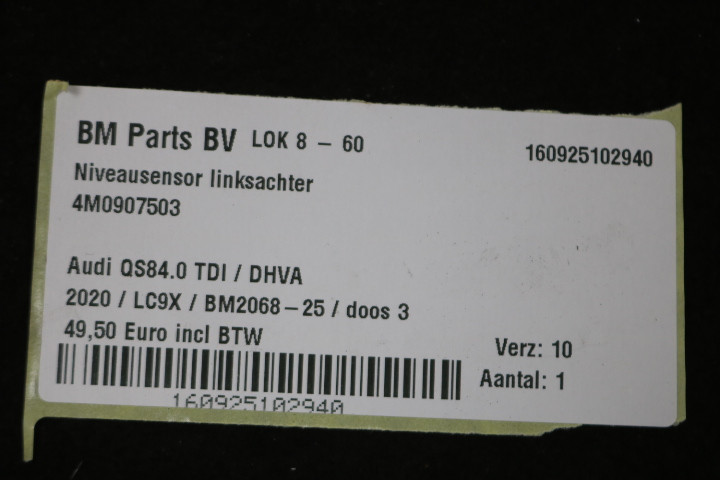 BM Parts BV LOK 8 - 60
160925102940
Niveausensor linksachter
4M0907503
Audi QS84.0 TDI / DHVA
2020 / LC9X / BM2068-25 / doos 3
49,50 Euro incl BTW
Verz: 10
Aantal: 1
160925102940